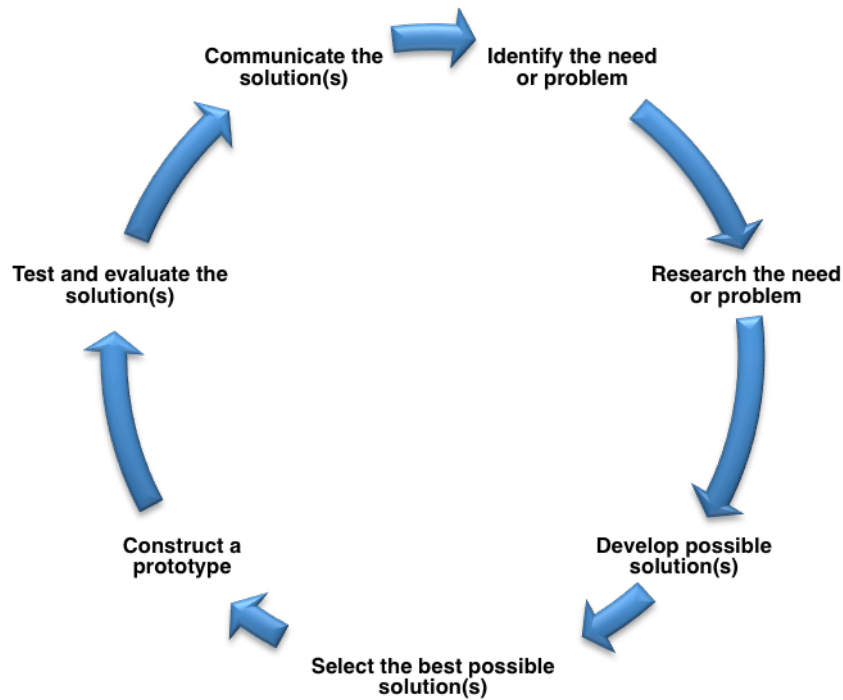 Communicate the
solution(s)
Identify the need
or problem
Research the need
or problem
Develop possible
solution(s)
Select the best possible
solution(s)
Construct a
prototype
Test and evaluate the
solution(s)